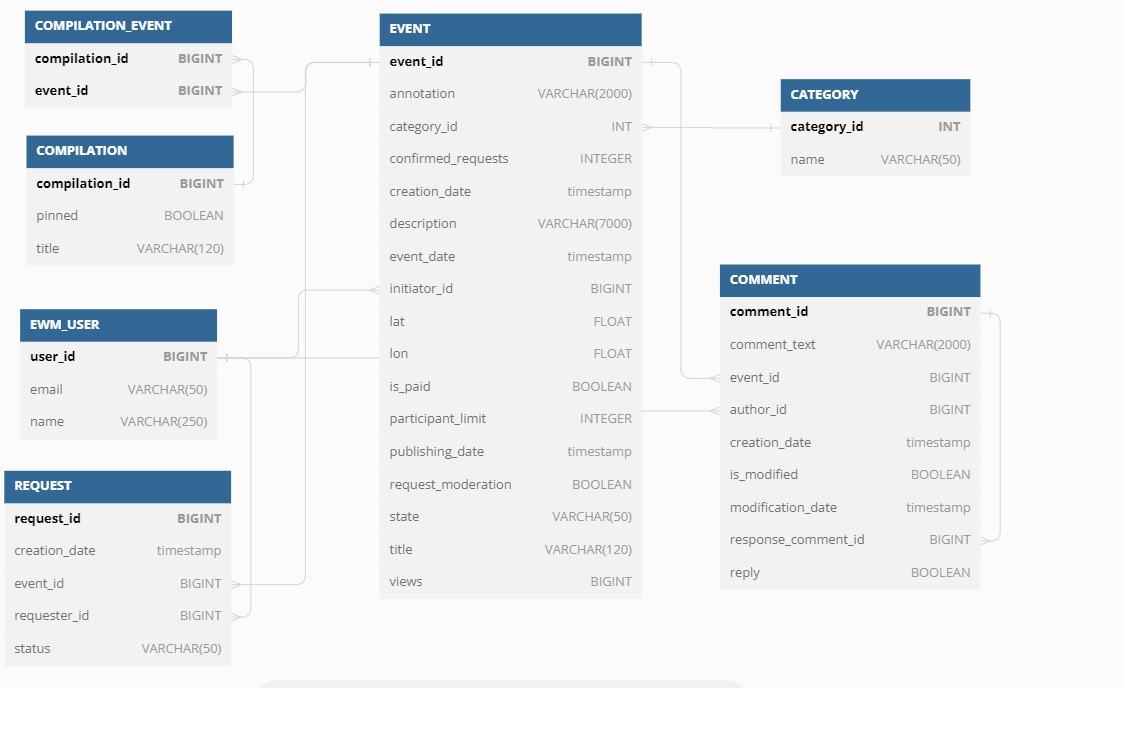 COMPILATION_EVENT
compilation_id BIGINT
event_id BIGINT
COMPILATION
compilation_id BIGINT
pinned BOOLEAN
title VARCHAR(120)
EWM_USER
user_id BIGINT
email VARCHAR(50)
name VARCHAR(250)
REQUEST
request_id BIGINT
creation_date timestamp
event_id BIGINT
requester_id BIGINT
status VARCHAR(50)
EVENT
event_id BIGINT
annotation VARCHAR(2000)
category_id INT
confirmed_requests INTEGER
creation_date timestamp
description VARCHAR(7000)
event_date timestamp
initiator_id BIGINT
lat FLOAT
lon FLOAT
is_paid BOOLEAN
participant_limit INTEGER
publishing_date timestamp
request_moderation BOOLEAN
state VARCHAR(50)
title VARCHAR(120)
views BIGINT
CATEGORY
category_id INT
name VARCHAR(50)
COMMENT
comment_id BIGINT
comment_text VARCHAR(2000)
event_id BIGINT
author_id BIGINT
creation_date timestamp
is_modified BOOLEAN
modification_date timestamp
response_comment_id BIGINT
reply BOOLEAN